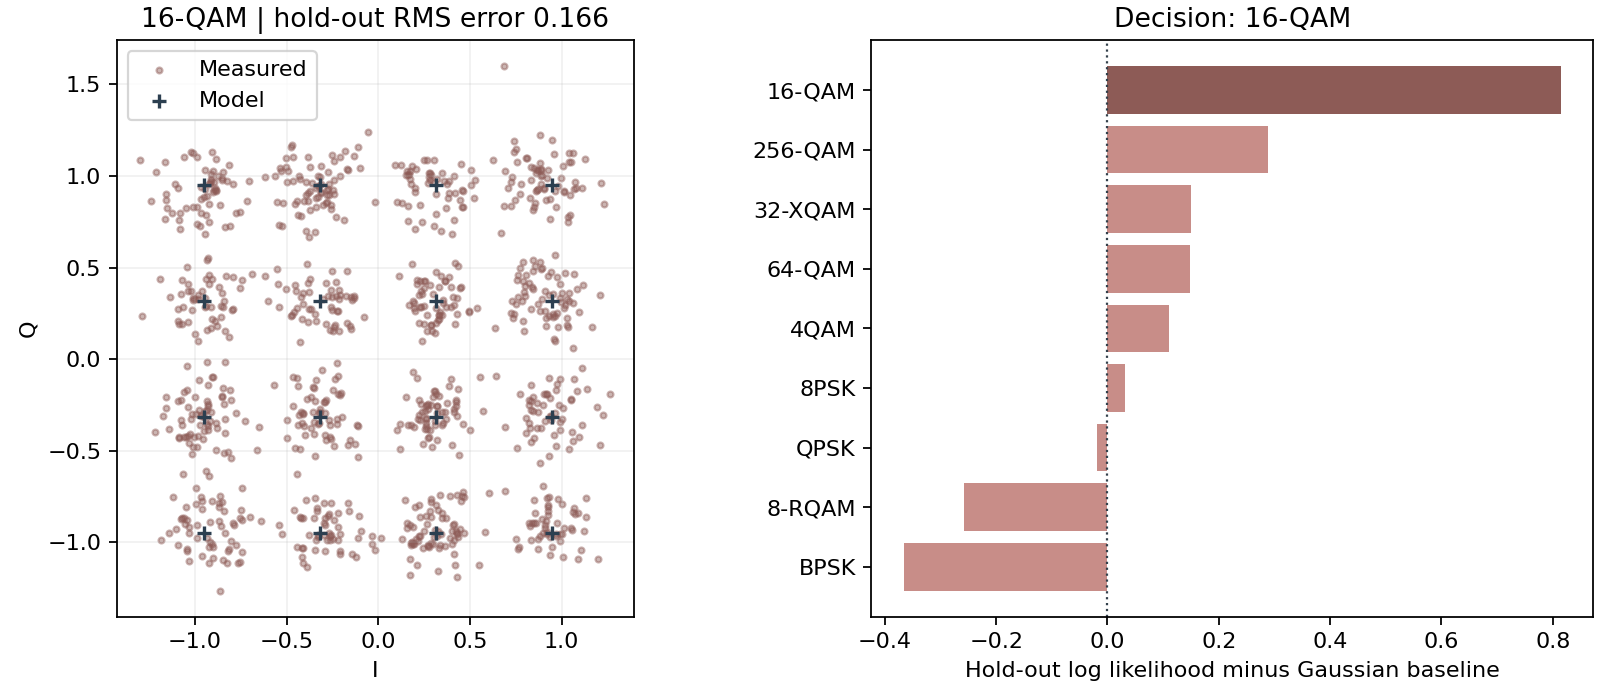 16-QAM | hold-out RMS error 0.166
Measured
Model
1.5
1.0
0.5
0.0
−0.5
−1.0
Q
−1.0
−0.5
0.0
0.5
1.0
I
Decision: 16-QAM
16-QAM
256-QAM
32-XQAM
64-QAM
4QAM
8PSK
QPSK
8-RQAM
BPSK
−0.4
−0.2
0.0
0.2
0.4
0.6
0.8
Hold-out log likelihood minus Gaussian baseline